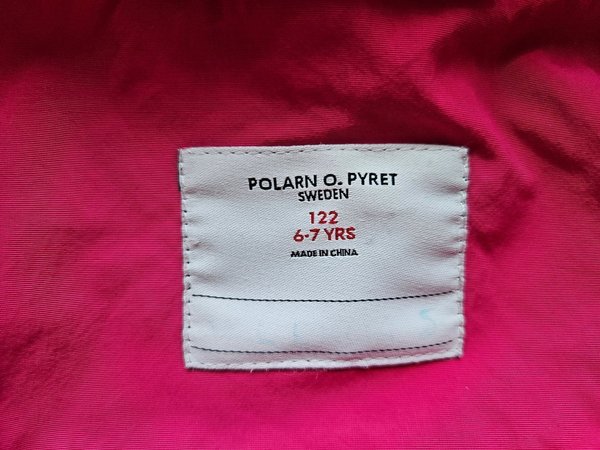 POLARN O. PYRET
SWEDEN
122
6-7 YRS
MADE IN CHINA